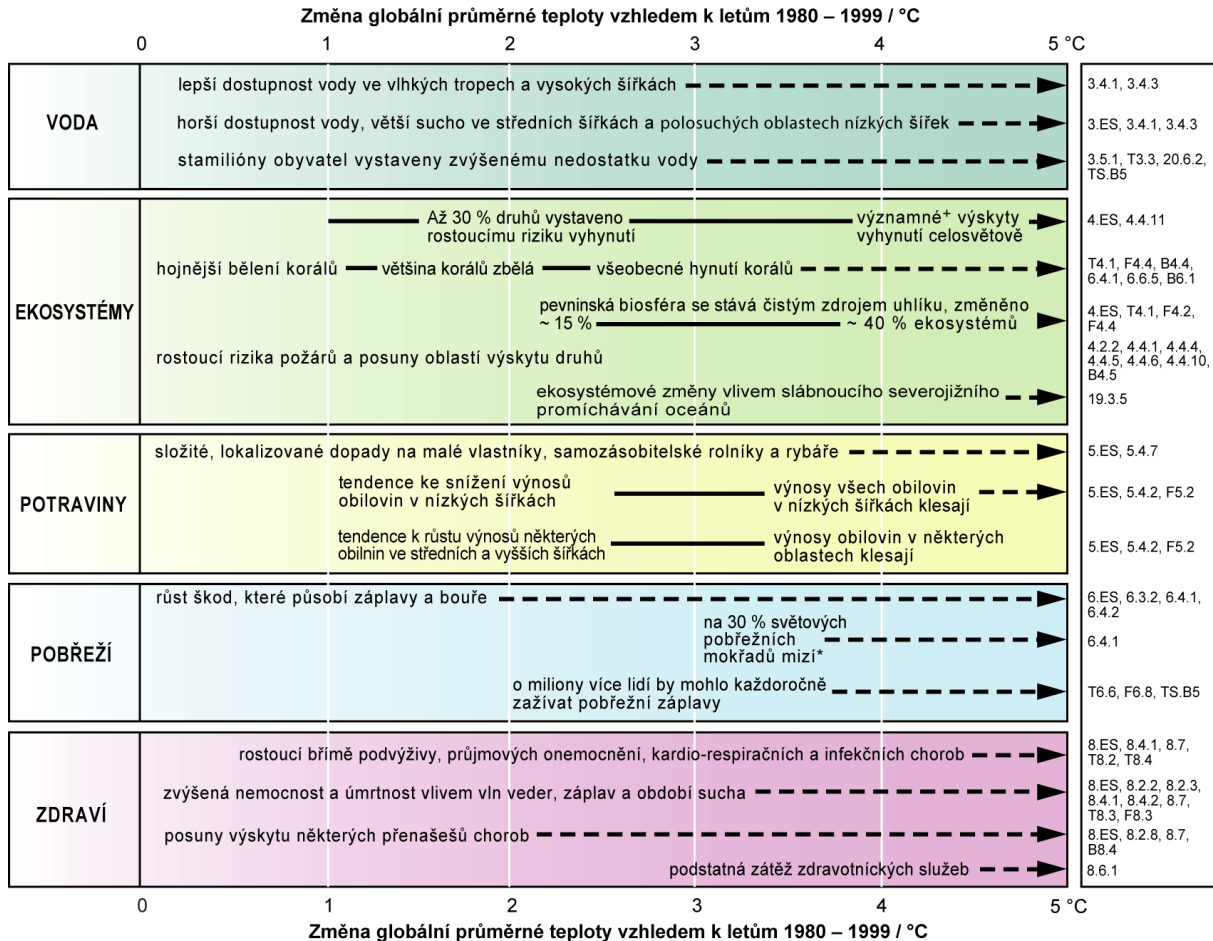 Změna globální průměrné teploty vzhledem k letům 1980 – 1999 / °C
0 1 2 3 4 5 °C
VODA
lepší dostupnost vody ve vlhkých tropech a vysokých šířkách
3.4.1, 3.4.3
horší dostupnost vody, větší sucho ve středních šířkách a polosuchých oblastech nízkých šířek
3.ES, 3.4.1, 3.4.3
stamilióny obyvatel vystaveny zvýšenému nedostatku vody
3.5.1, T3.3, 20.6.2,
TS.B5
EKOSYSTÉMY
Až 30 % druhů vystaveno
rostoucímu riziku vyhynutí
významné⁺ výskyty
vyhynutí celosvětově
4.ES, 4.4.11
hojnější bělení korálů
většina korálů zbělá
všeobecné hynutí korálů
T4.1, F4.4, B4.4,
6.4.1, 6.6.5, B6.1
pevninská biosféra se stává čistým zdrojem uhlíku, změněno
~ 15 % ~ 40 % ekosystémů
4.ES, T4.1, F4.2,
F4.4
rostoucí rizika požárů a posuny oblastí výskytu druhů
4.2.2, 4.4.1, 4.4.4,
4.4.5, 4.4.6, 4.4.10,
B4.5
ekosystémové změny vlivem slábnoucího severojižního
promíchávání oceánů
19.3.5
POTRAVINY
složité, lokalizované dopady na malé vlastníky, samozásobitelské rolníky a rybáře
5.ES, 5.4.7
tendence ke snížení výnosů
obilovin v nízkých šířkách
výnosy všech obilovin
v nízkých šířkách klesají
5.ES, 5.4.2, F5.2
tendence k růstu výnosů některých
obilnin ve středních a vyšších šířkách
výnosy obilovin v některých
oblastech klesají
5.ES, 5.4.2, F5.2
POBŘEŽÍ
růst škod, které působí záplavy a bouře
6.ES, 6.3.2, 6.4.1,
6.4.2
na 30 % světových
pobřežních
mokřadů mizí*
6.4.1
o miliony více lidí by mohlo každoročně
zažívat pobřežní záplavy
T6.6, F6.8, TS.B5
ZDRAVÍ
rostoucí břímě podvýživy, průjmových onemocnění, kardio-respiračních a infekčních chorob
8.ES, 8.4.1, 8.7,
T8.2, T8.4
zvýšená nemocnost a úmrtnost vlivem vln veder, záplav a období sucha
8.ES, 8.2.2, 8.2.3,
8.4.1, 8.4.2, 8.7,
T8.3, F8.3
posuny výskytu některých přenašešů chorob
8.ES, 8.2.8, 8.7,
B8.4
podstatná zátěž zdravotnických služeb
8.6.1
0 1 2 3 4 5 °C
Změna globální průměrné teploty vzhledem k letům 1980 – 1999 / °C